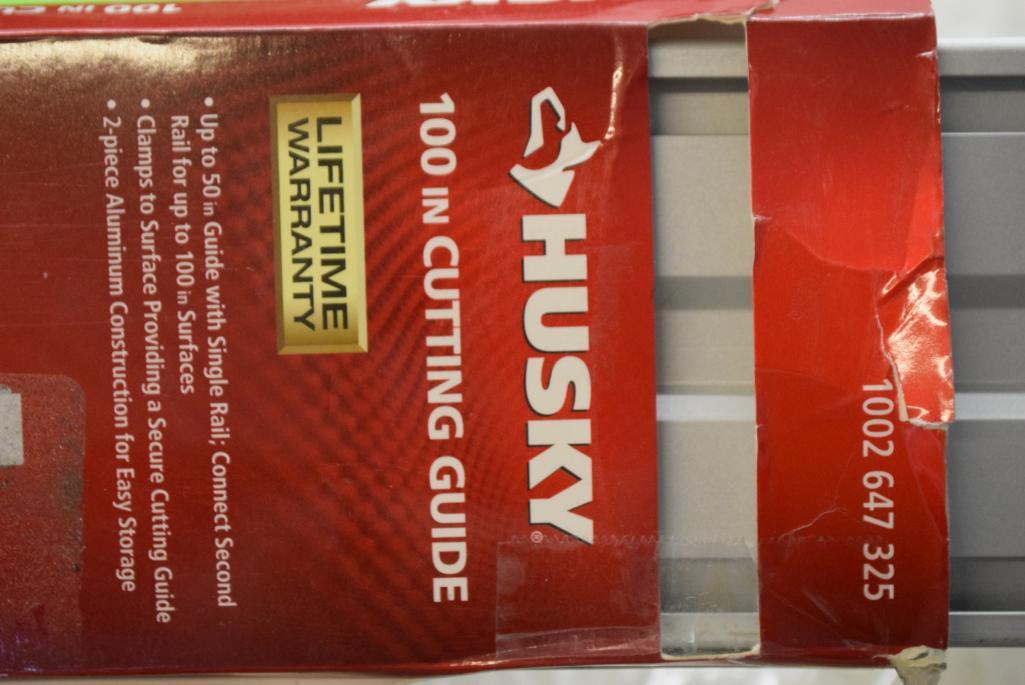 1002 647 325
HUSKY®
100 IN CUTTING GUIDE
LIFETIME
WARRANTY
• Up to 50 in Guide with Single Rail; Connect Second
Rail for up to 100 in Surfaces
• Clamps to Surface Providing a Secure Cutting Guide
• 2-piece Aluminum Construction for Easy Storage
100 IN